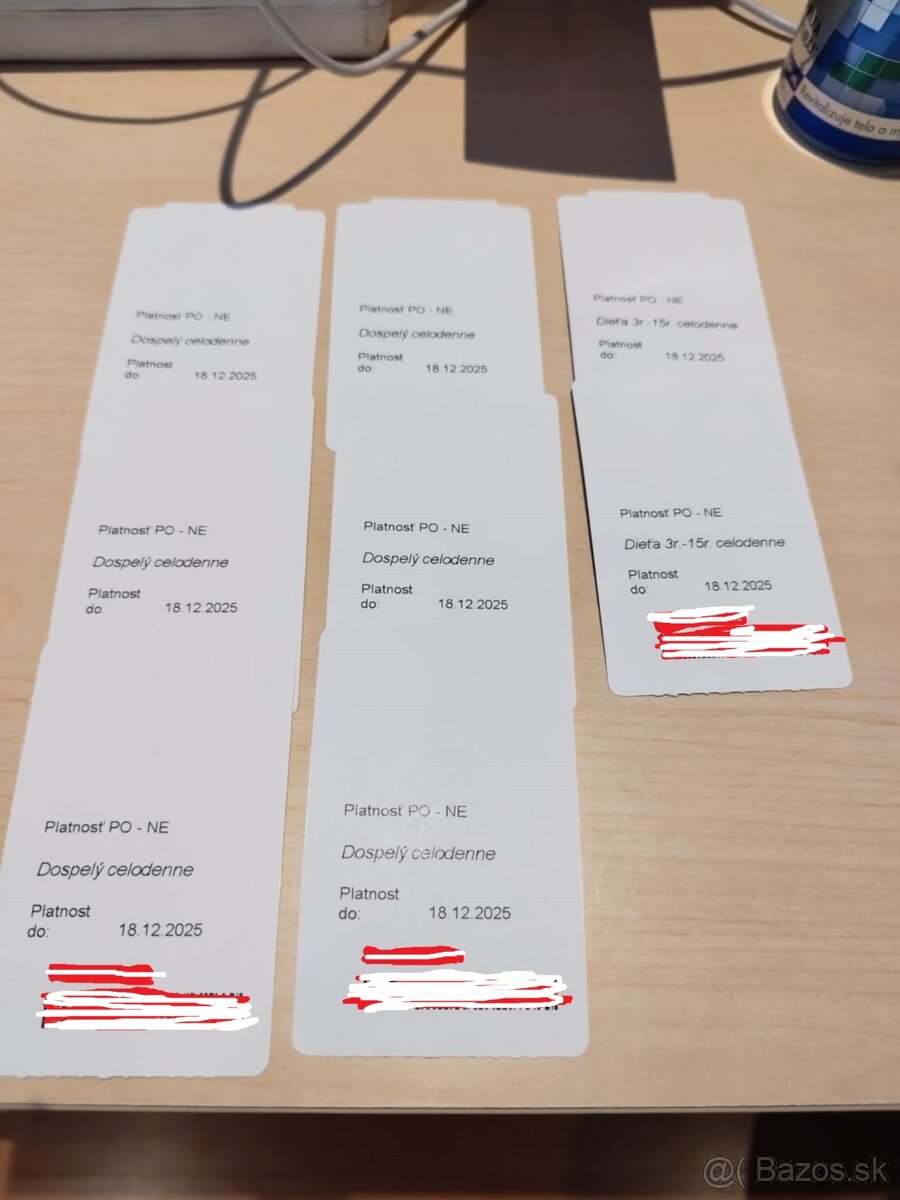 Revitalizuje telo a m
Platnosť PO - NE
Dospelý celodenne
Platnost
do: 18.12.2025
Platnosť PO - NE
Dospelý celodenne
Platnost
do: 18.12.2025
Platnosť PO - NE
Dospelý celodenne
Platnost
do: 18.12.2025
Platnosť PO - NE
Dospelý celodenne
Platnost
do: 18.12.2025
Platnosť PO - NE
Dospelý celodenne
Platnost
do: 18.12.2025
Platnosť PO - NE
Dospelý celodenne
Platnost
do: 18.12.2025
Platnosť PO - NE
Dieťa 3r.-15r. celodenne
Platnost
do: 18.12.2025
Platnosť PO - NE
Dieťa 3r.-15r. celodenne
Platnost
do: 18.12.2025
@( Bazos.sk